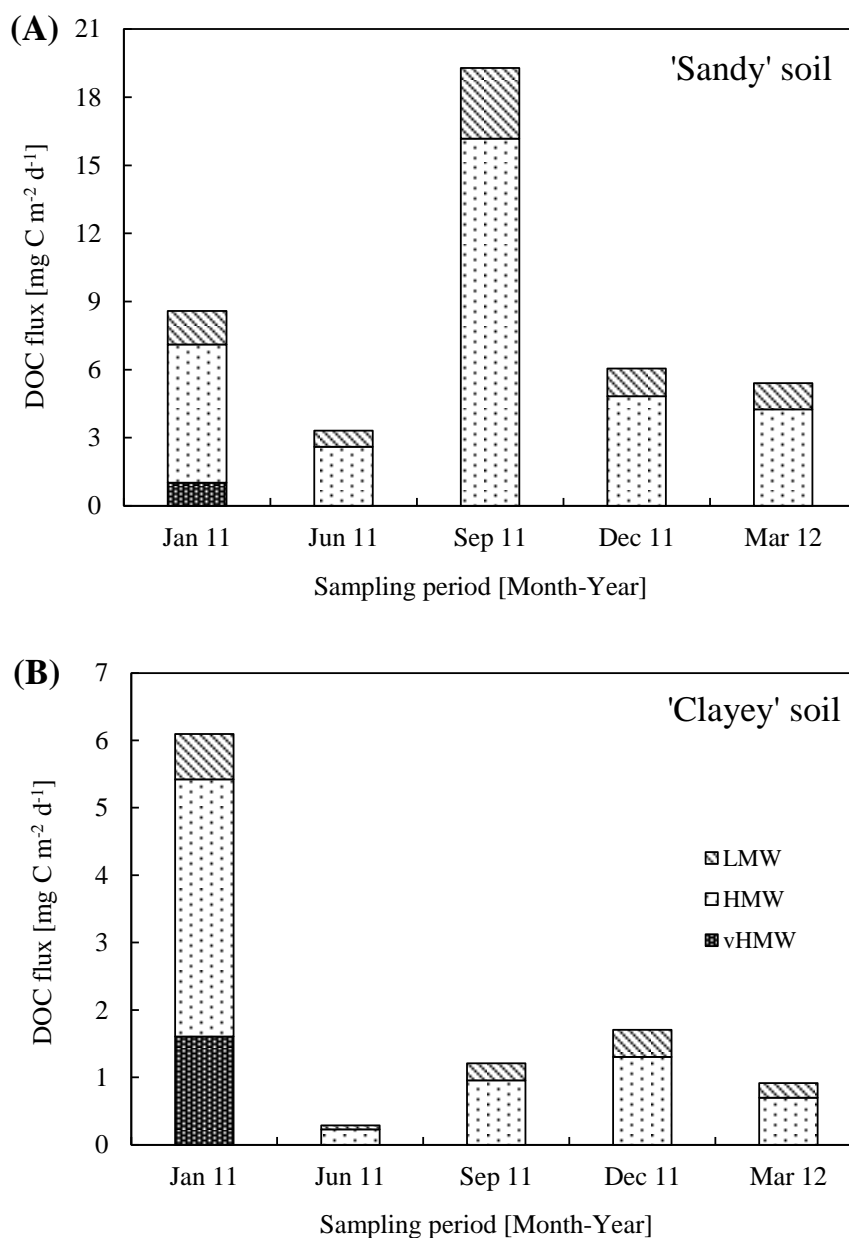 (A)
21
18
15
12
9
6
3
0
DOC flux [mg C m-2 d-1]
'Sandy' soil
Jan 11 Jun 11 Sep 11 Dec 11 Mar 12
Sampling period [Month-Year]
(B)
7
6
5
4
3
2
1
0
DOC flux [mg C m-2 d-1]
'Clayey' soil
LMW
HMW
vHMW
Jan 11 Jun 11 Sep 11 Dec 11 Mar 12
Sampling period [Month-Year]